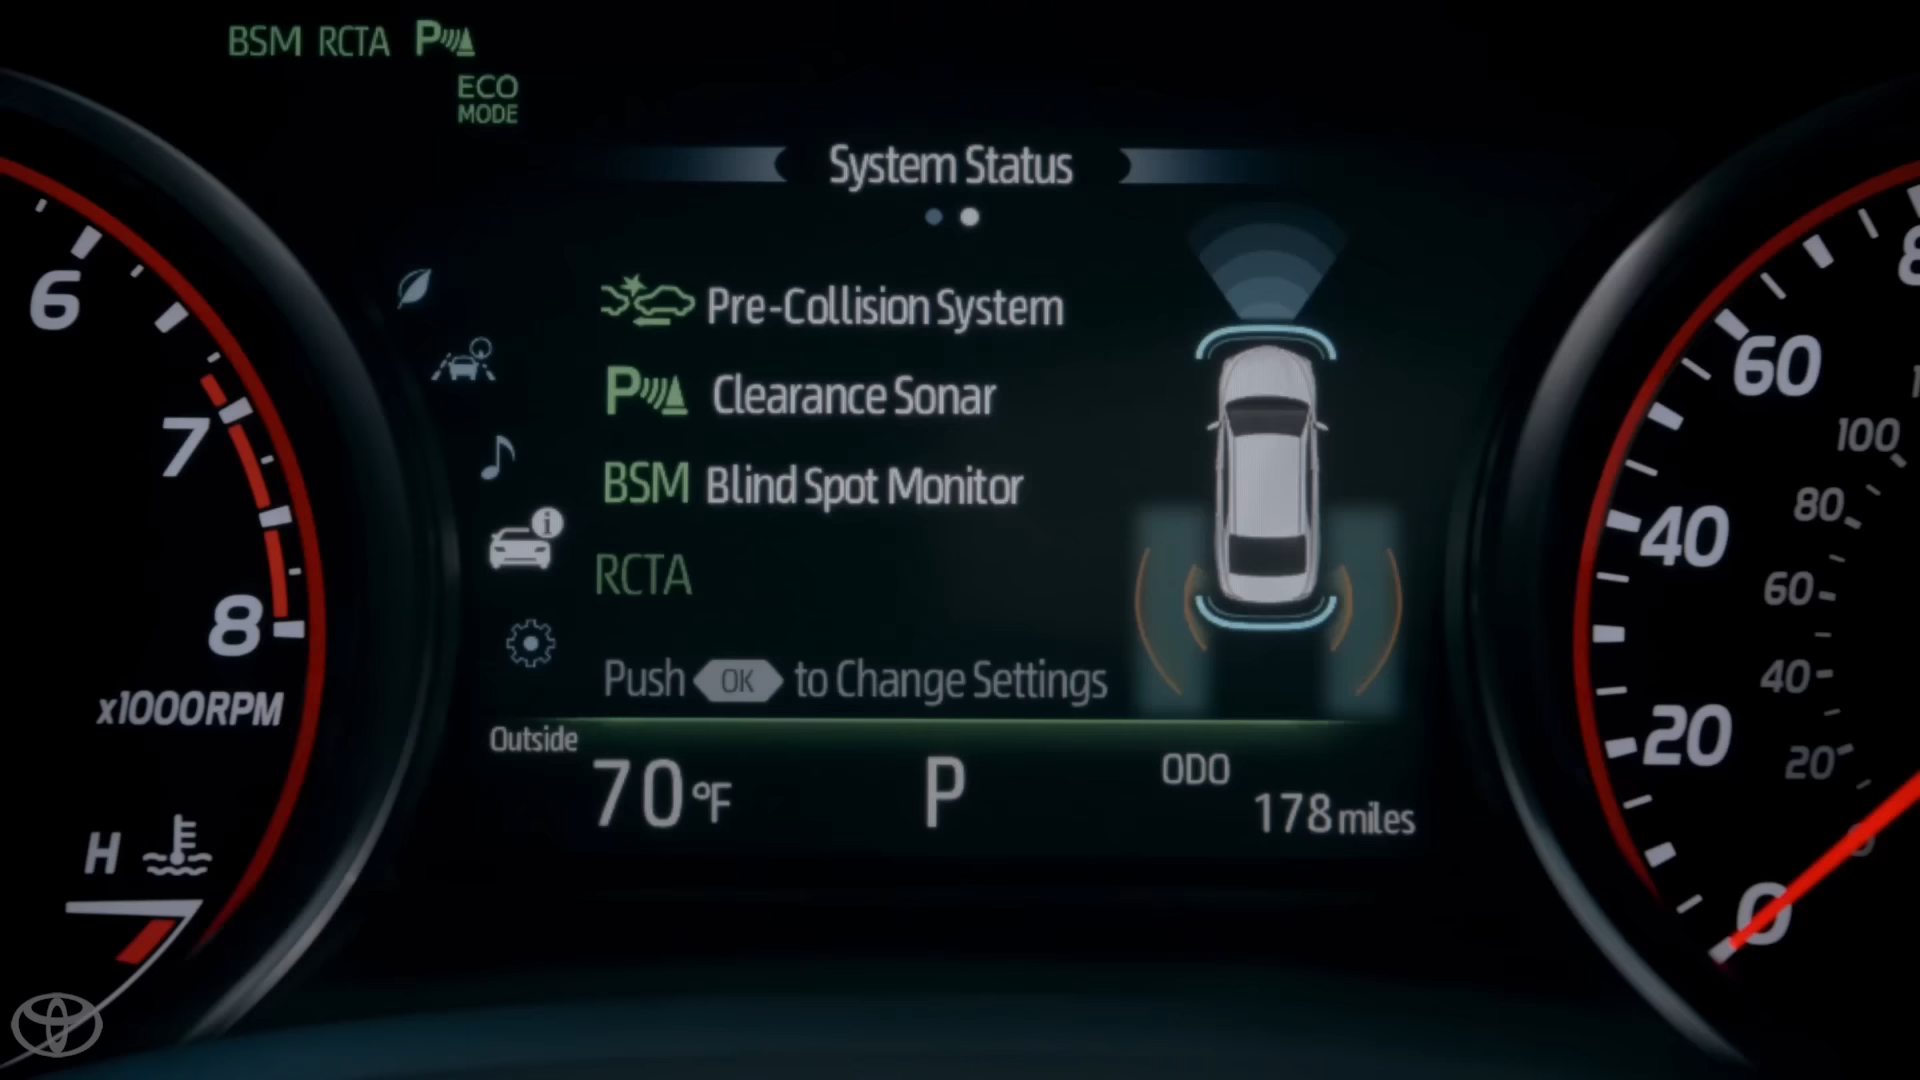 BSM RCTA P
ECO
MODE
System Status
Pre-Collision System
P Clearance Sonar
BSM Blind Spot Monitor
RCTA
Push OK to Change Settings
Outside
70°F
P
ODO
178 miles
6
7
8
x1000RPM
H
8
60
40
20
0
100
80
60
40
20